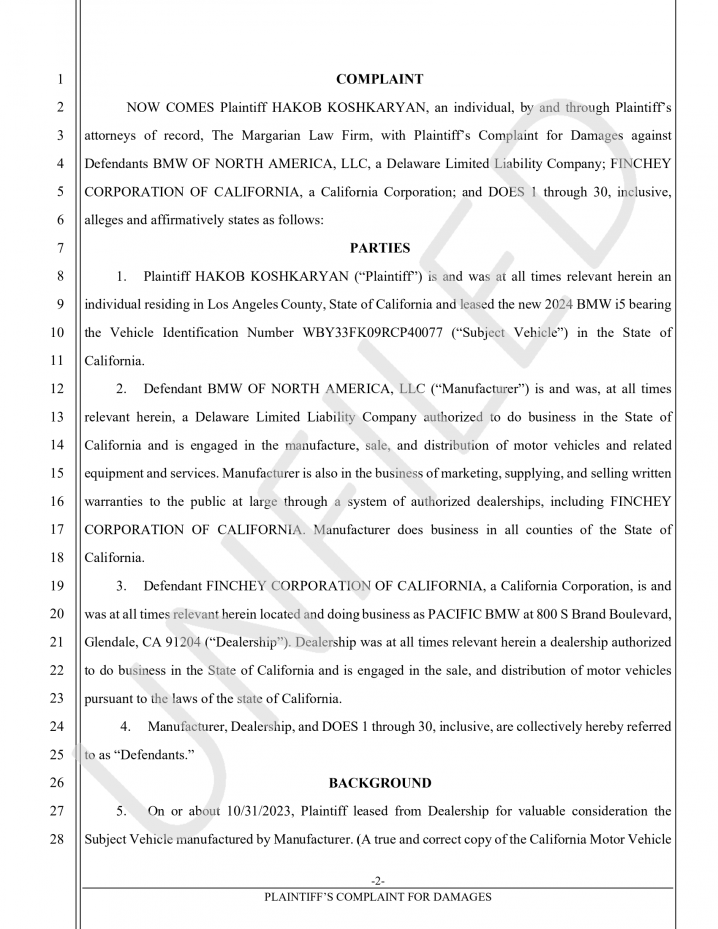 1 COMPLAINT
2 NOW COMES Plaintiff HAKOB KOSHKARYAN, an individual, by and through Plaintiff's
3 attorneys of record, The Margarian Law Firm, with Plaintiff's Complaint for Damages against
4 Defendants BMW OF NORTH AMERICA, LLC, a Delaware Limited Liability Company; FINCHEY
5 CORPORATION OF CALIFORNIA, a California Corporation; and DOES 1 through 30, inclusive,
6 alleges and affirmatively states as follows:
7 PARTIES
8 1. Plaintiff HAKOB KOSHKARYAN (“Plaintiff”) is and was at all times relevant herein an
9 individual residing in Los Angeles County, State of California and leased the new 2024 BMW i5 bearing
10 the Vehicle Identification Number WBY33FK09RCP40077 (“Subject Vehicle”) in the State of
11 California.
12 2. Defendant BMW OF NORTH AMERICA, LLC (“Manufacturer”) is and was, at all times
13 relevant herein, a Delaware Limited Liability Company authorized to do business in the State of
14 California and is engaged in the manufacture, sale, and distribution of motor vehicles and related
15 equipment and services. Manufacturer is also in the business of marketing, supplying, and selling written
16 warranties to the public at large through a system of authorized dealerships, including FINCHEY
17 CORPORATION OF CALIFORNIA. Manufacturer does business in all counties of the State of
18 California.
19 3. Defendant FINCHEY CORPORATION OF CALIFORNIA, a California Corporation, is and
20 was at all times relevant herein located and doing business as PACIFIC BMW at 800 S Brand Boulevard,
21 Glendale, CA 91204 (“Dealership”). Dealership was at all times relevant herein a dealership authorized
22 to do business in the State of California and is engaged in the sale, and distribution of motor vehicles
23 pursuant to the laws of the state of California.
24 4. Manufacturer, Dealership, and DOES 1 through 30, inclusive, are collectively hereby referred
25 to as “Defendants.”
26 BACKGROUND
27 5. On or about 10/31/2023, Plaintiff leased from Dealership for valuable consideration the
28 Subject Vehicle manufactured by Manufacturer. (A true and correct copy of the California Motor Vehicle
-2-
PLAINTIFF'S COMPLAINT FOR DAMAGES
UNFILED